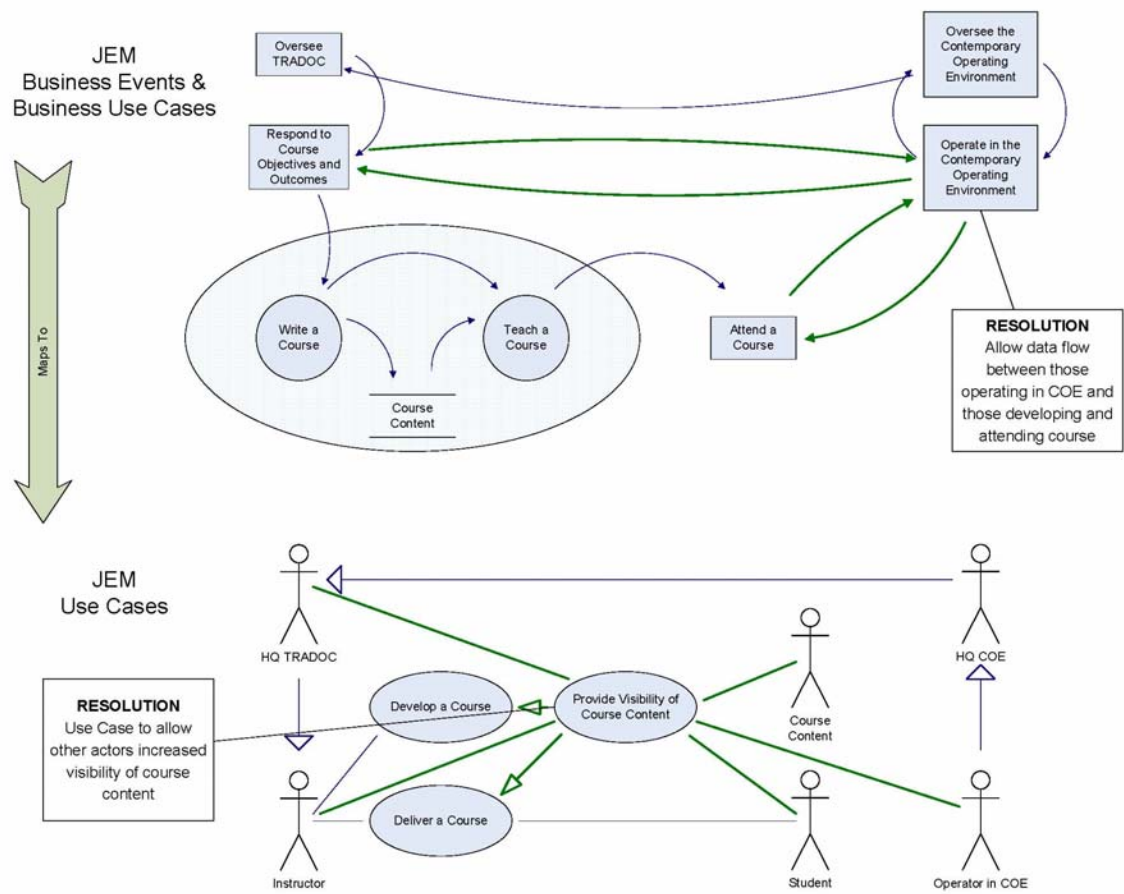 JEM
Business Events &
Business Use Cases
Oversee
TRADOC
Oversee the
Contemporary
Operating
Environment
Respond to
Course
Objectives and
Outcomes
Operate in the
Contemporary
Operating
Environment
Maps To
Write a
Course
Teach a
Course
Course
Content
Attend a
Course
RESOLUTION
Allow data flow
between those
operating in COE and
those developing and
attending course
JEM
Use Cases
HQ TRADOC
HQ COE
RESOLUTION
Use Case to allow
other actors increased
visibility of course
content
Develop a Course
Provide Visibility of
Course Content
Course
Content
Deliver a Course
Instructor
Student
Operator in COE